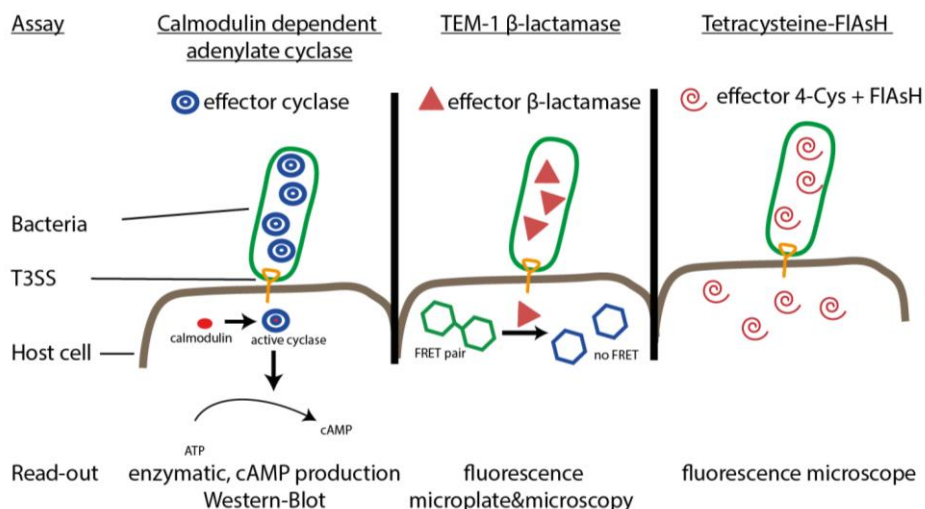 Assay
Calmodulin dependent
adenylate cyclase
TEM-1 β-lactamase
Tetracysteine-FlAsH
effector cyclase
effector β-lactamase
effector 4-Cys + FlAsH
Bacteria
T3SS
Host cell
calmodulin
active cyclase
FRET pair
no FRET
ATP
cAMP
Read-out
enzymatic, cAMP production
Western-Blot
fluorescence
microplate&microscopy
fluorescence microscope